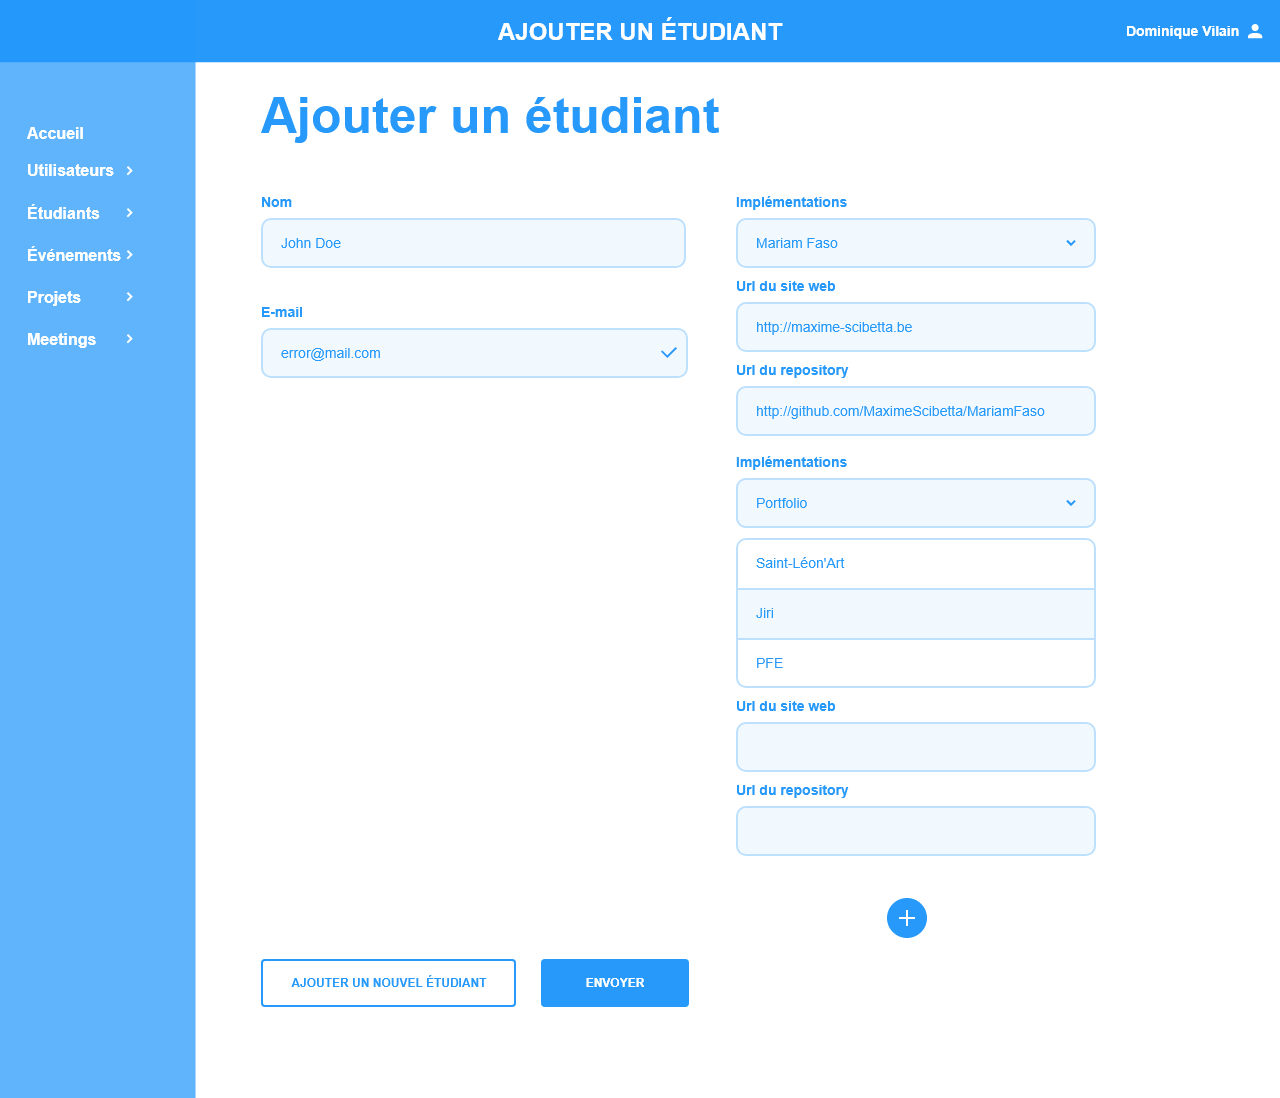 AJOUTER UN ÉTUDIANT
Dominique Vilain
Accueil
Utilisateurs
Étudiants
Événements
Projets
Meetings
Ajouter un étudiant
Nom
John Doe
E-mail
error@mail.com
Implémentations
Mariam Faso
Url du site web
http://maxime-scibetta.be
Url du repository
http://github.com/MaximeScibetta/MariamFaso
Implémentations
Portfolio
Saint-Léon'Art
Jiri
PFE
Url du site web
Url du repository
AJOUTER UN NOUVEL ÉTUDIANT
ENVOYER